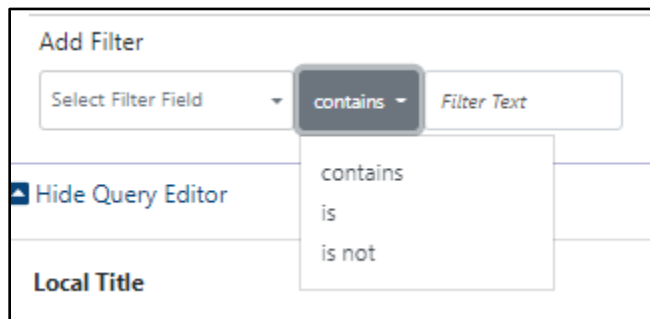 Add Filter
Select Filter Field contains Filter Text
contains
is
is not
Hide Query Editor
Local Title